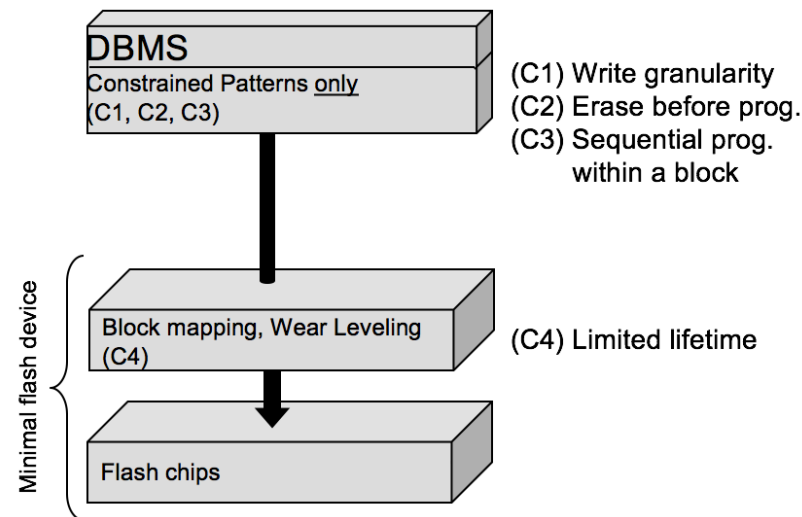 DBMS
Constrained Patterns only
(C1, C2, C3)
(C1) Write granularity
(C2) Erase before prog.
(C3) Sequential prog.
within a block
Minimal flash device
Block mapping, Wear Leveling
(C4)
(C4) Limited lifetime
Flash chips